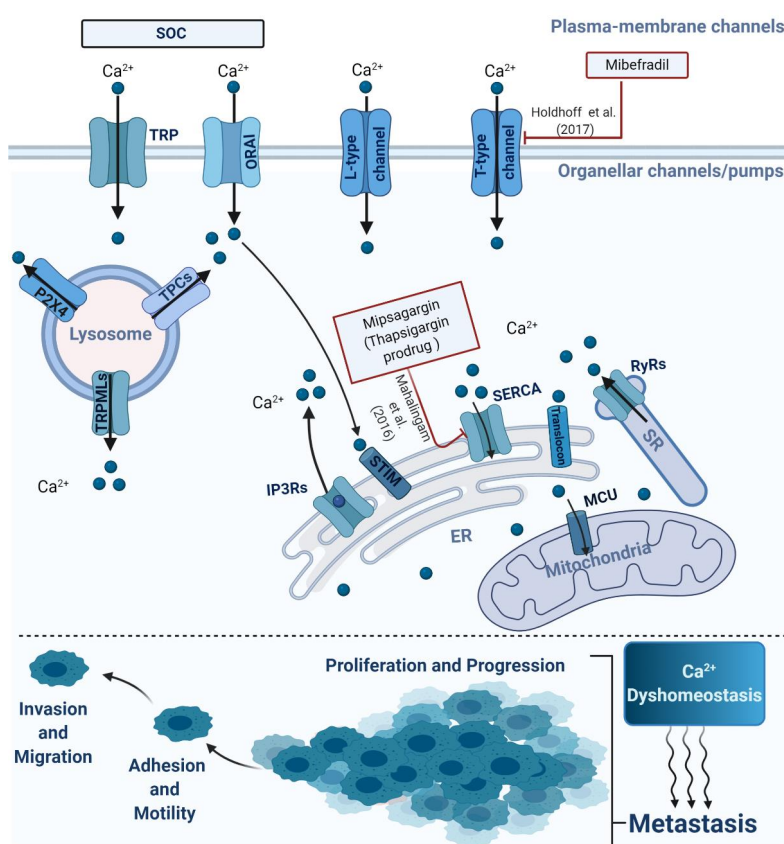 Plasma-membrane channels
SOC
Mibefradil
Ca²⁺
Ca²⁺
Ca²⁺
Ca²⁺
Holdhoff et al.
(2017)
TRP
ORAI
L-type
channel
T-type
channel
Organellar channels/pumps
P2X4
TPCs
Lysosome
TRPMLs
Ca²⁺
Mipsagargin
(Thapsigargin
prodrug )
Mahalingam
et al.
(2016)
Ca²⁺
Ca²⁺
SERCA
RyRs
Translocon
SR
STIM
IP3Rs
ER
MCU
Mitochondria
Proliferation and Progression
Ca²⁺
Dyshomeostasis
Invasion
and
Migration
Adhesion
and
Motility
Metastasis